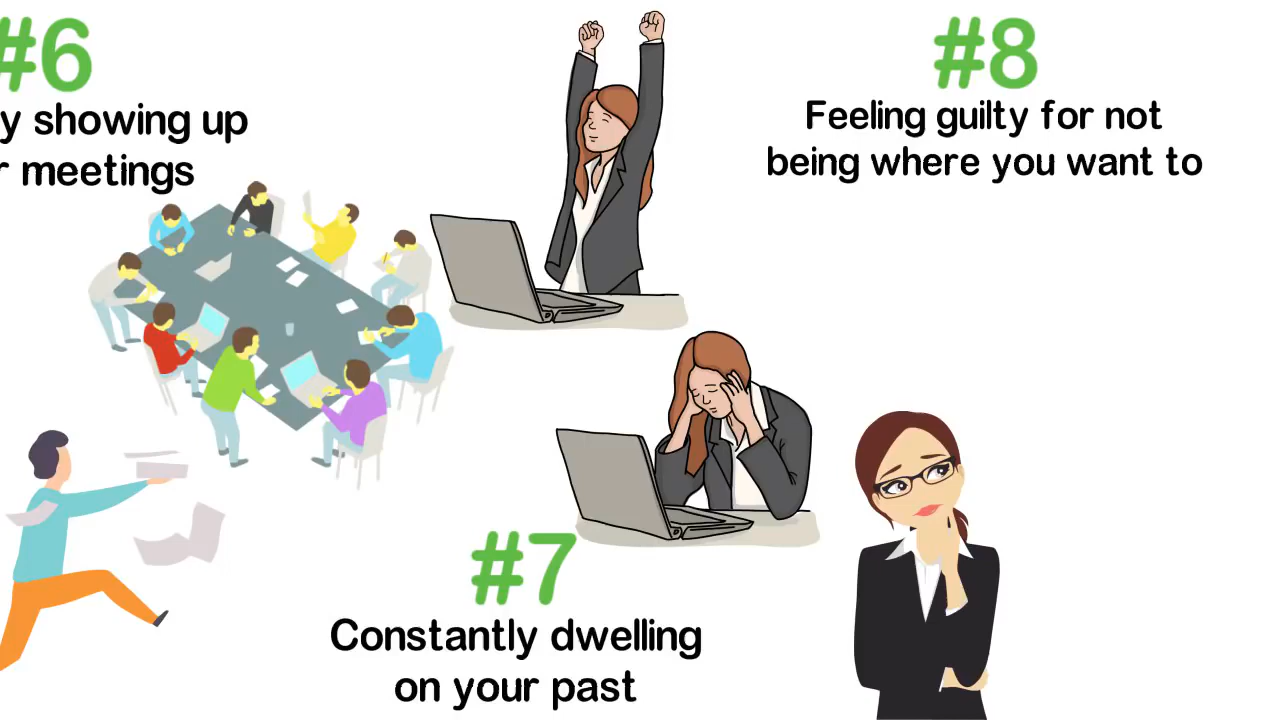 #6
y showing up
r meetings
#8
Feeling guilty for not
being where you want to
#7
Constantly dwelling
on your past